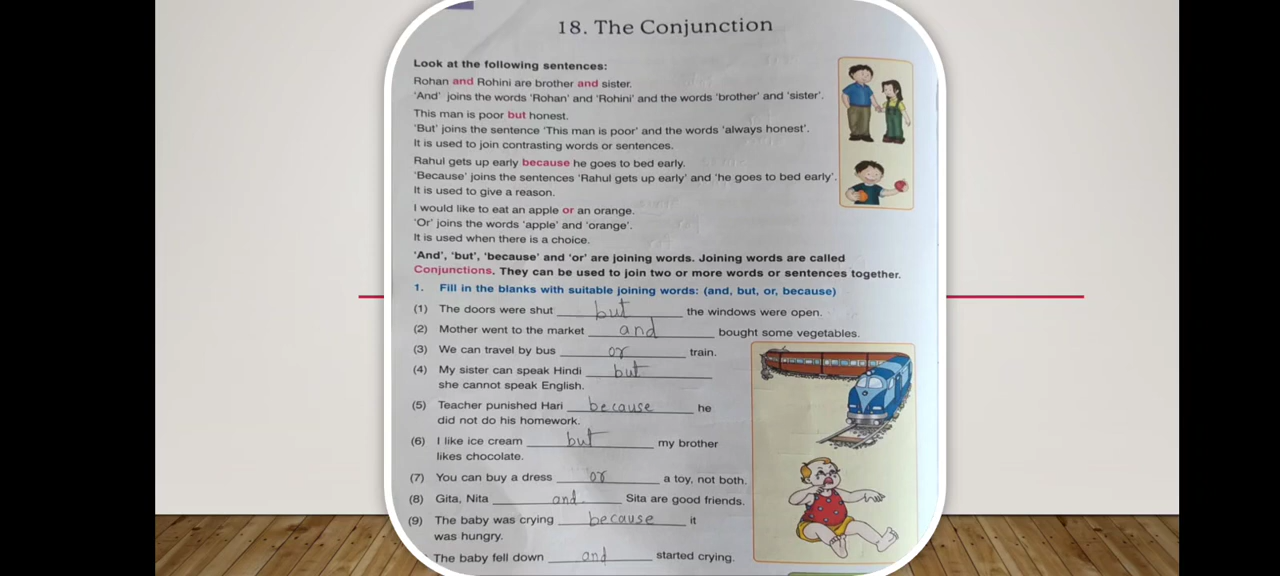 18. The Conjunction
Look at the following sentences:
Rohan and Rohini are brother and sister.
'And' joins the words 'Rohan' and 'Rohini' and the words 'brother' and 'sister'.
This man is poor but honest.
'But' joins the sentence 'This man is poor' and the words 'always honest'.
It is used to join contrasting words or sentences.
Rahul gets up early because he goes to bed early.
'Because' joins the sentences 'Rahul gets up early' and 'he goes to bed early'.
It is used to give a reason.
I would like to eat an apple or an orange.
'Or' joins the words 'apple' and 'orange'.
It is used when there is a choice.
'And', 'but', 'because' and 'or' are joining words. Joining words are called
Conjunctions. They can be used to join two or more words or sentences together.
1. Fill in the blanks with suitable joining words: (and, but, or, because)
(1) The doors were shut but the windows were open.
(2) Mother went to the market and bought some vegetables.
(3) We can travel by bus or train.
(4) My sister can speak Hindi but
she cannot speak English.
(5) Teacher punished Hari because he
did not do his homework.
(6) I like ice cream but my brother
likes chocolate.
(7) You can buy a dress or a toy, not both.
(8) Gita, Nita and Sita are good friends.
(9) The baby was crying because it
was hungry.
The baby fell down and started crying.